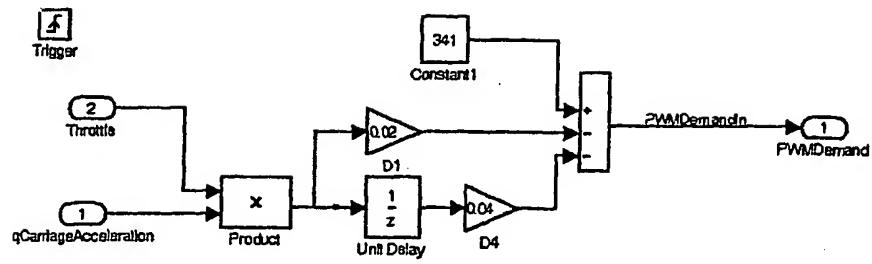 Trigger
341
Constant1
2
Throttle
0.02
D1
+
-
-
PWMDemandIn
1
PWMDemand
1
qCarriageAcceleration
x
Product
1
z
Unit Delay
0.04
D4